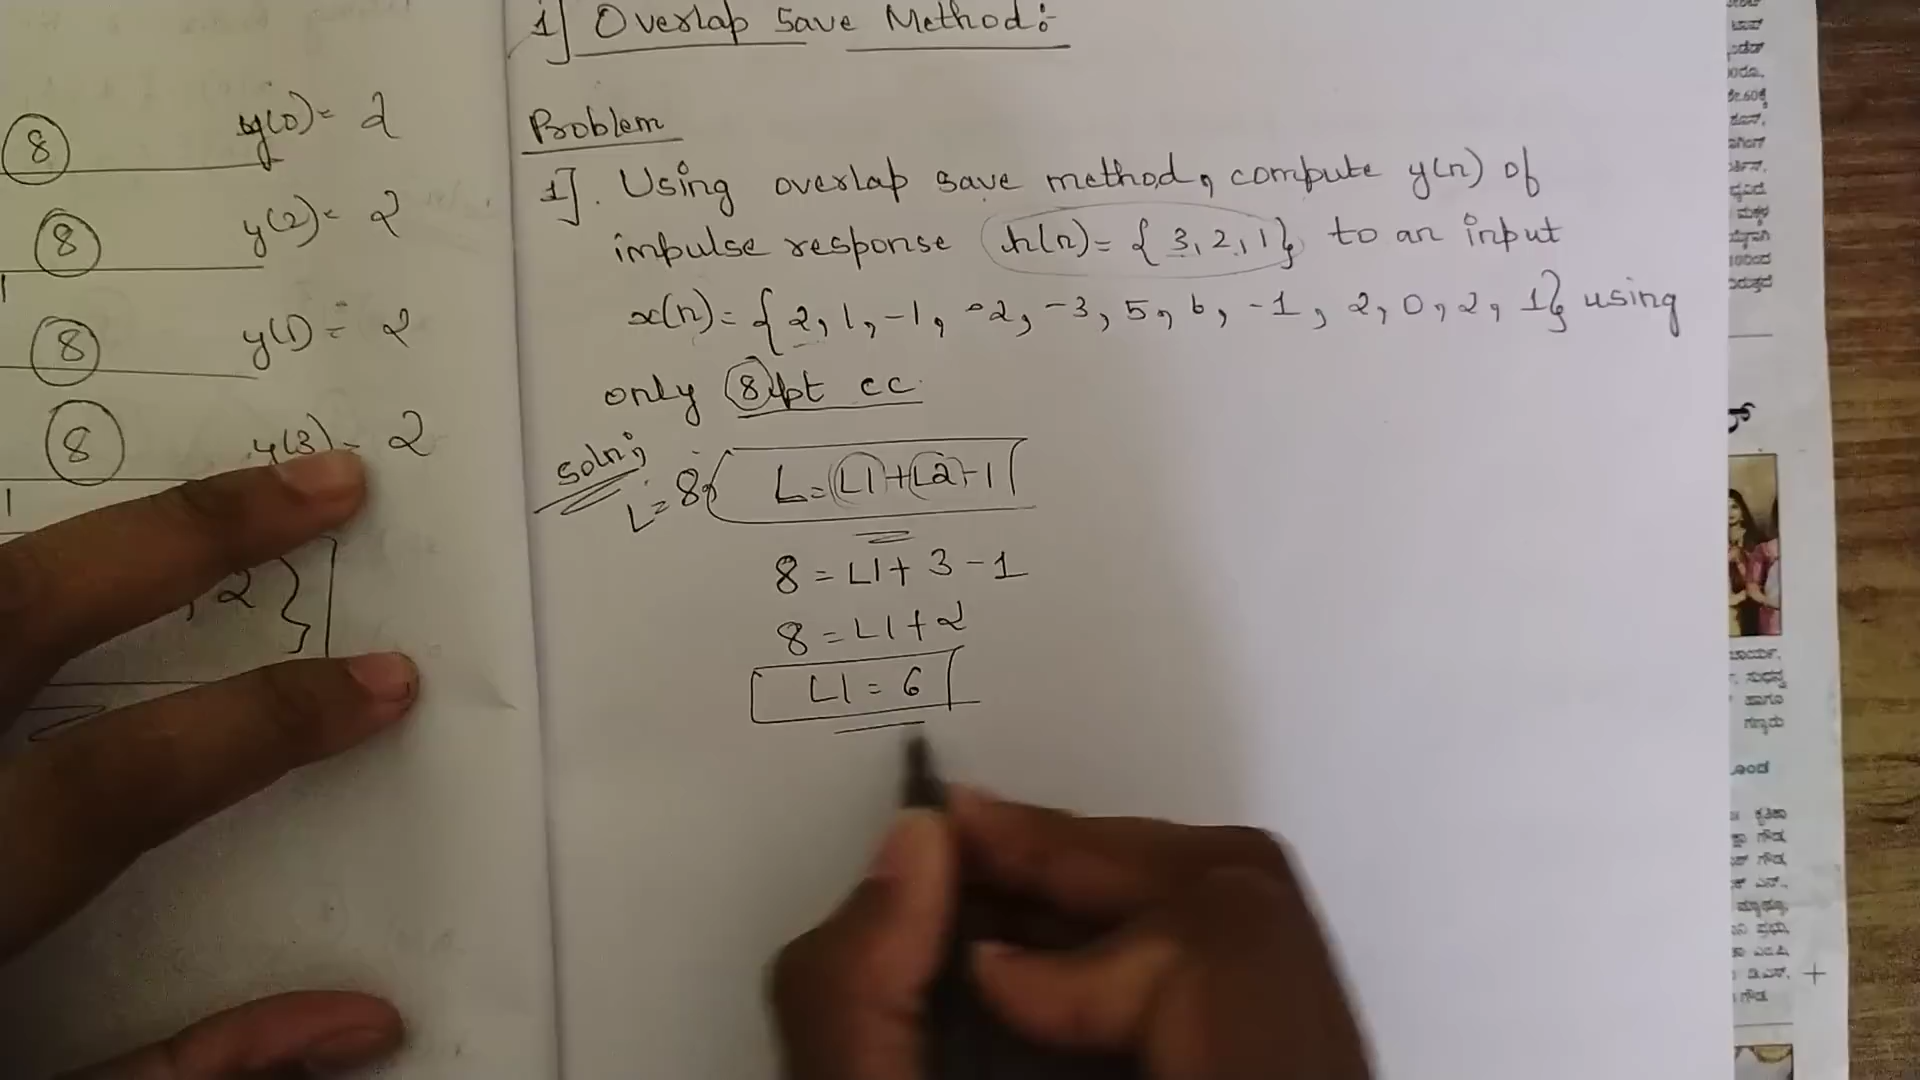 8 y(0)= 2
8 y(2)= 2
8 y(1)= 2
8 y(3)= 2
, 2}
1] Overlap Save Method:-
Problem
1]. Using overlap save method, compute y(n) of
impulse response h(n)= {3, 2, 1} to an input
x(n)= {2, 1, -1, -2, -3, 5, 6, -1, 2, 0, 2, 1} using
only 8pt cc.
Soln;
L=8, L=L1+L2-1
8=L1+3-1
8=L1+2
L1=6